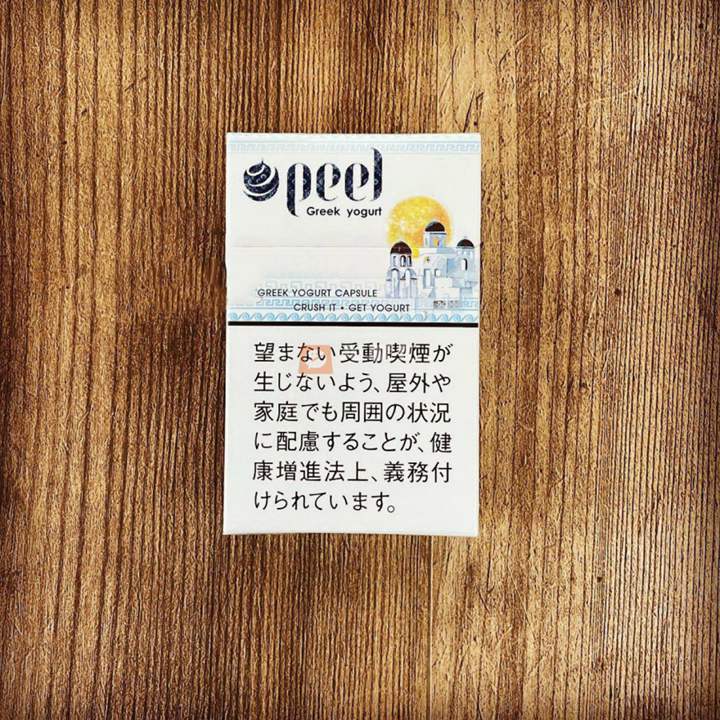 peel
Greek yogurt
GREEK YOGURT CAPSULE
CRUSH IT • GET YOGURT
望まない受動喫煙が
生じないよう、屋外や
家庭でも周囲の状況
に配慮することが、健
康増進法上、義務付
けられています。